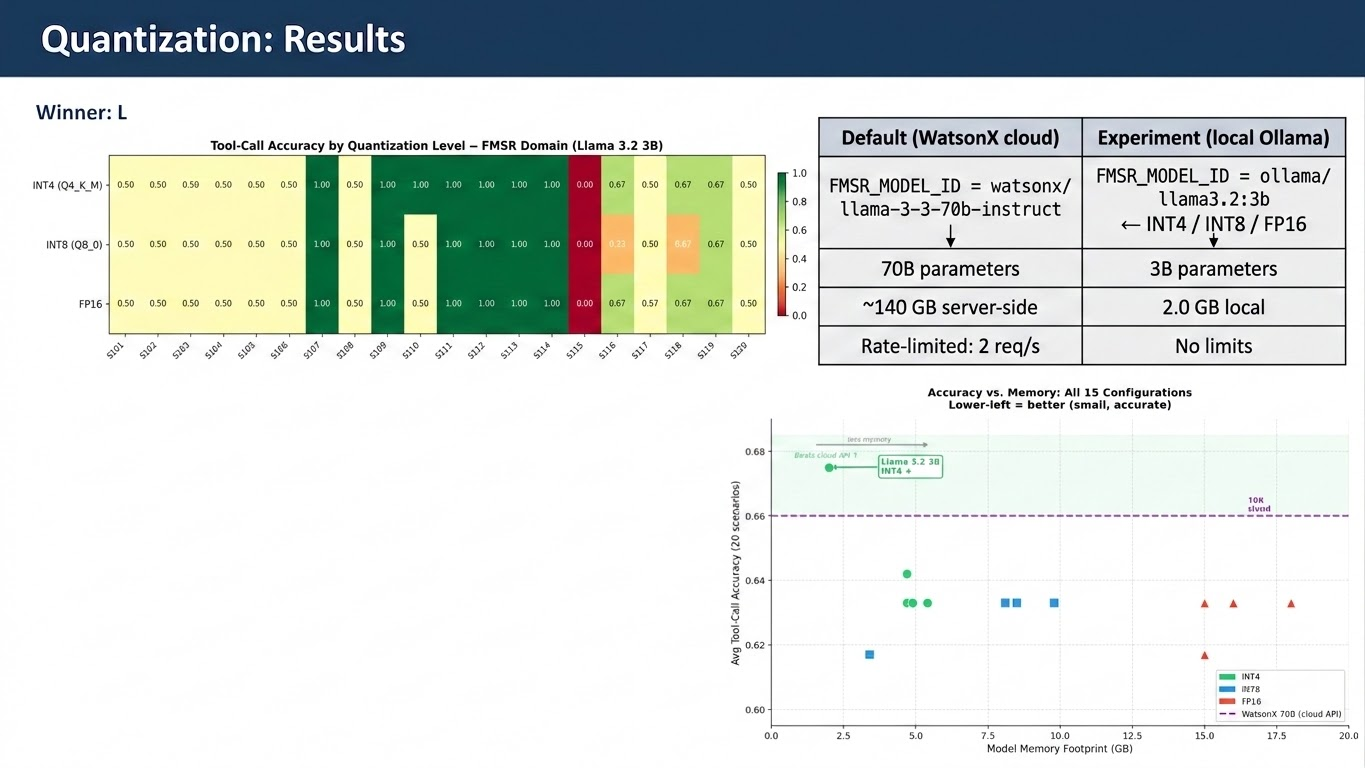 Quantization: Results
Winner: L
Tool-Call Accuracy by Quantization Level – FMSR Domain (Llama 3.2 3B)
INT4 (Q4_K_M) 0.50 0.50 0.50 0.50 0.50 0.50 1.00 0.50 1.00 1.00 1.00 1.00 1.00 1.00 0.00 0.67 0.50 0.67 0.67 0.50
INT8 (Q8_0) 0.50 0.50 0.50 0.50 0.50 0.50 1.00 0.50 1.00 0.50 1.00 1.00 1.00 1.00 0.00 0.50 0.67 0.50
FP16 0.50 0.50 0.50 0.50 0.50 0.50 1.00 0.50 1.00 0.50 1.00 1.00 1.00 1.00 0.00 0.67 0.57 0.67 0.67 0.50
S101 S102 S104 S107 S109 S110 S111 S112 S113 S114 S115 S116 S117 S118 S119
1.0
0.8
0.6
0.4
0.2
0.0
Default (WatsonX cloud) Experiment (local Ollama)
FMSR_MODEL_ID = watsonx/
llama-3-3-70b-instruct
FMSR_MODEL_ID = ollama/
llama3.2:3b
← INT4 / INT8 / FP16
70B parameters 3B parameters
~140 GB server-side 2.0 GB local
Rate-limited: 2 req/s No limits
Accuracy vs. Memory: All 15 Configurations
Lower-left = better (small, accurate)
memory
Beats cloud API ↑
Llama 3B
INT4 +
Avg Tool-Call Accuracy (20 scenarios)
0.68
0.66
0.64
0.62
0.60
INT4
FP16
WatsonX (cloud API)
0.0 2.5 5.0 7.5 10.0 12.5 15.0 17.5 20.0
Model Memory Footprint (GB)